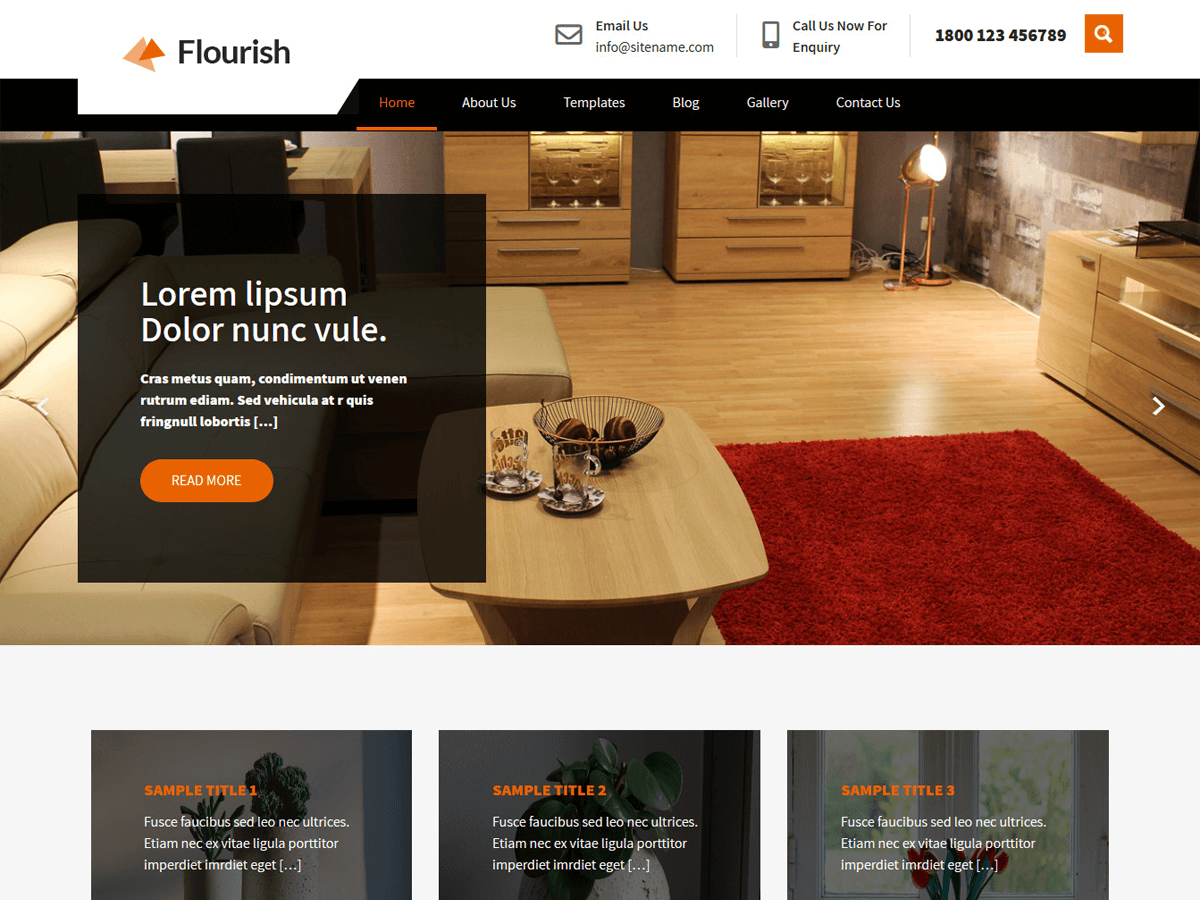 Flourish
Email Us
info@sitename.com
Call Us Now For
Enquiry
1800 123 456789
Home
About Us
Templates
Blog
Gallery
Contact Us
Lorem lipsum
Dolor nunc vule.
Cras metus quam, condimentum ut venen
rutrum ediam. Sed vehicula at r quis
fringnull lobortis [...]
READ MORE
SAMPLE TITLE 1
Fusce faucibus sed leo nec ultrices.
Etiam nec ex vitae ligula porttitor
imperdiet imrdiet eget [...]
SAMPLE TITLE 2
Fusce faucibus sed leo nec ultrices.
Etiam nec ex vitae ligula porttitor
imperdiet imrdiet eget [...]
SAMPLE TITLE 3
Fusce faucibus sed leo nec ultrices.
Etiam nec ex vitae ligula porttitor
imperdiet imrdiet eget [...]